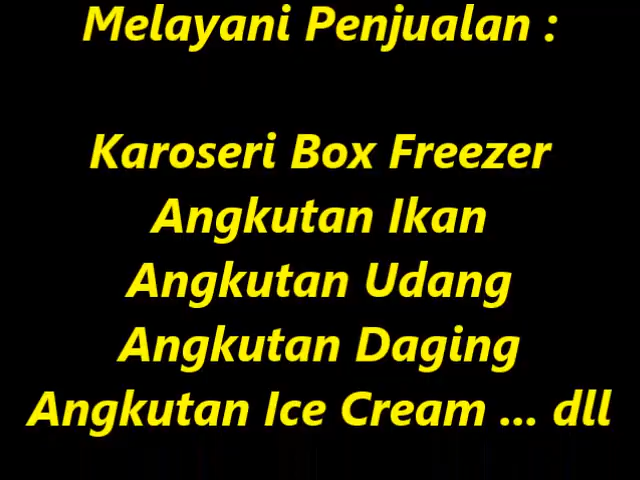 Melayani Penjualan :
Karoseri Box Freezer
Angkutan Ikan
Angkutan Udang
Angkutan Daging
Angkutan Ice Cream ... dll